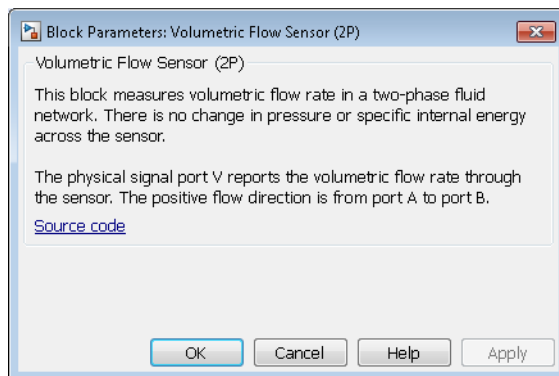 Block Parameters: Volumetric Flow Sensor (2P)
Volumetric Flow Sensor (2P)
This block measures volumetric flow rate in a two-phase fluid
network. There is no change in pressure or specific internal energy
across the sensor.
The physical signal port V reports the volumetric flow rate through
the sensor. The positive flow direction is from port A to port B.
Source code
OK Cancel Help Apply